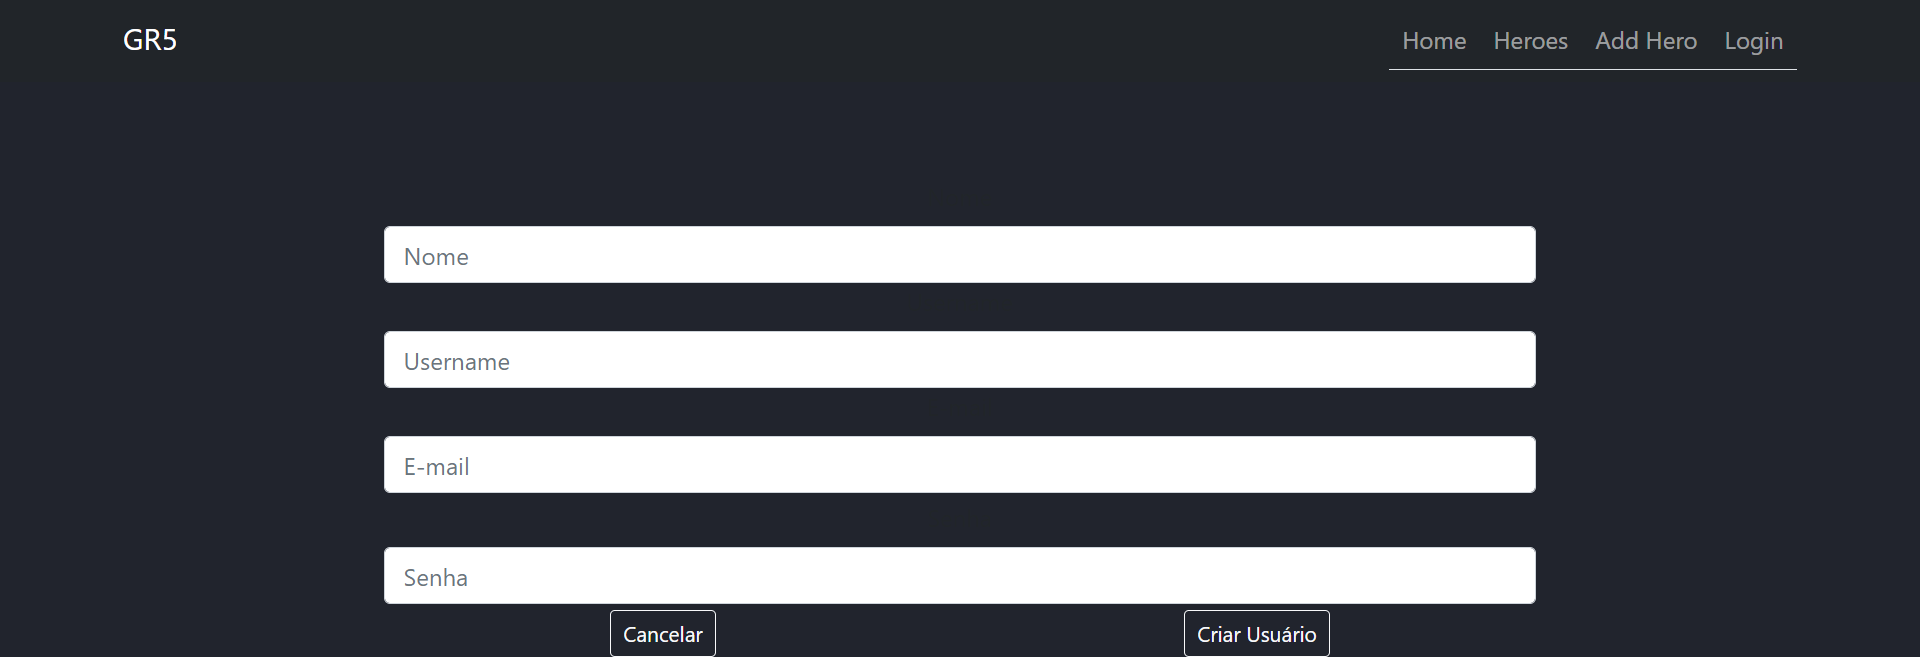 GR5
Home Heroes Add Hero Login
Nome
Username
E-mail
Senha
Cancelar Criar Usuário